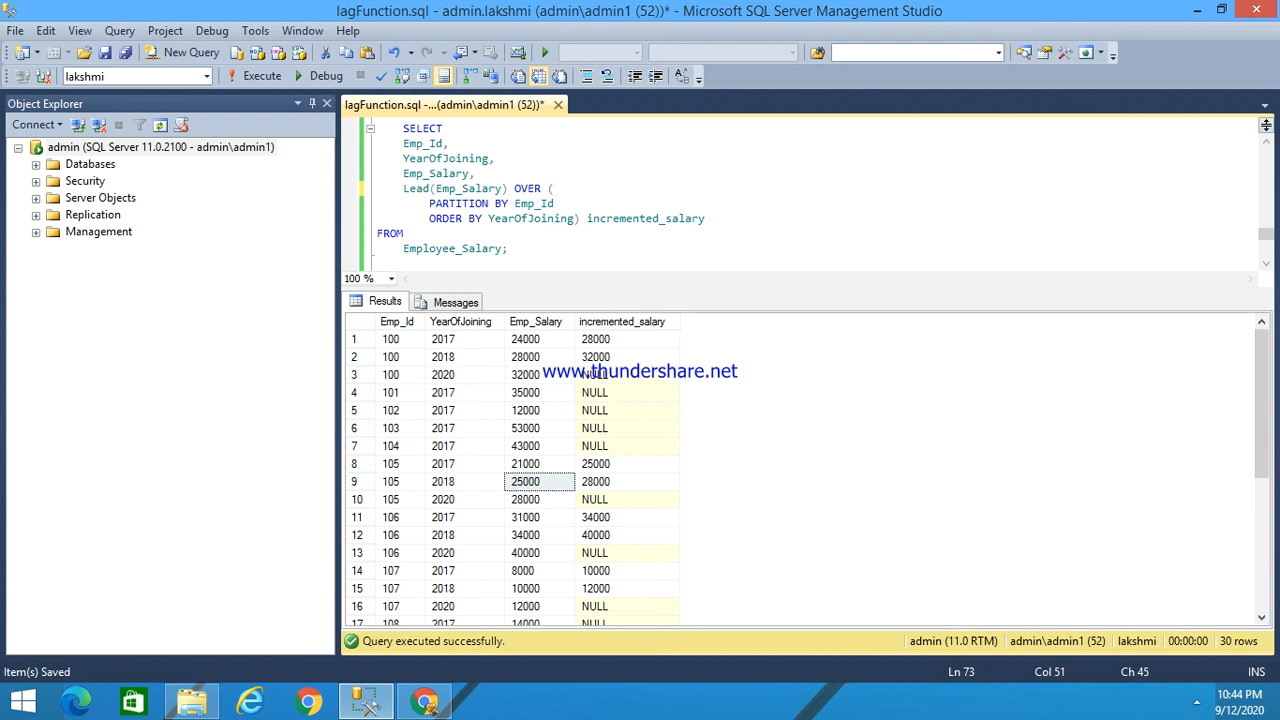 lagFunction.sql - admin.lakshmi (admin\admin1 (52))* - Microsoft SQL Server Management Studio
File Edit View Query Project Debug Tools Window Help
New Query
lakshmi Execute Debug
Object Explorer
Connect
admin (SQL Server 11.0.2100 - admin\admin1)
Databases
Security
Server Objects
Replication
Management
lagFunction.sql -...(admin\admin1 (52))*
SELECT
Emp_Id,
YearOfJoining,
Emp_Salary,
Lead(Emp_Salary) OVER (
PARTITION BY Emp_Id
ORDER BY YearOfJoining) incremented_salary
FROM
Employee_Salary;
100 %
Results Messages
Emp_Id YearOfJoining Emp_Salary incremented_salary
1 100 2017 24000 28000
2 100 2018 28000 32000
3 100 2020 32000 NULL
www.thundershare.net
4 101 2017 35000 NULL
5 102 2017 12000 NULL
6 103 2017 53000 NULL
7 104 2017 43000 NULL
8 105 2017 21000 25000
9 105 2018 25000 28000
10 105 2020 28000 NULL
11 106 2017 31000 34000
12 106 2018 34000 40000
13 106 2020 40000 NULL
14 107 2017 8000 10000
15 107 2018 10000 12000
16 107 2020 12000 NULL
17 108 2017 14000 NULL
Query executed successfully. admin (11.0 RTM) admin\admin1 (52) lakshmi 00:00:00 30 rows
Item(s) Saved Ln 73 Col 51 Ch 45 INS
10:44 PM
9/12/2020